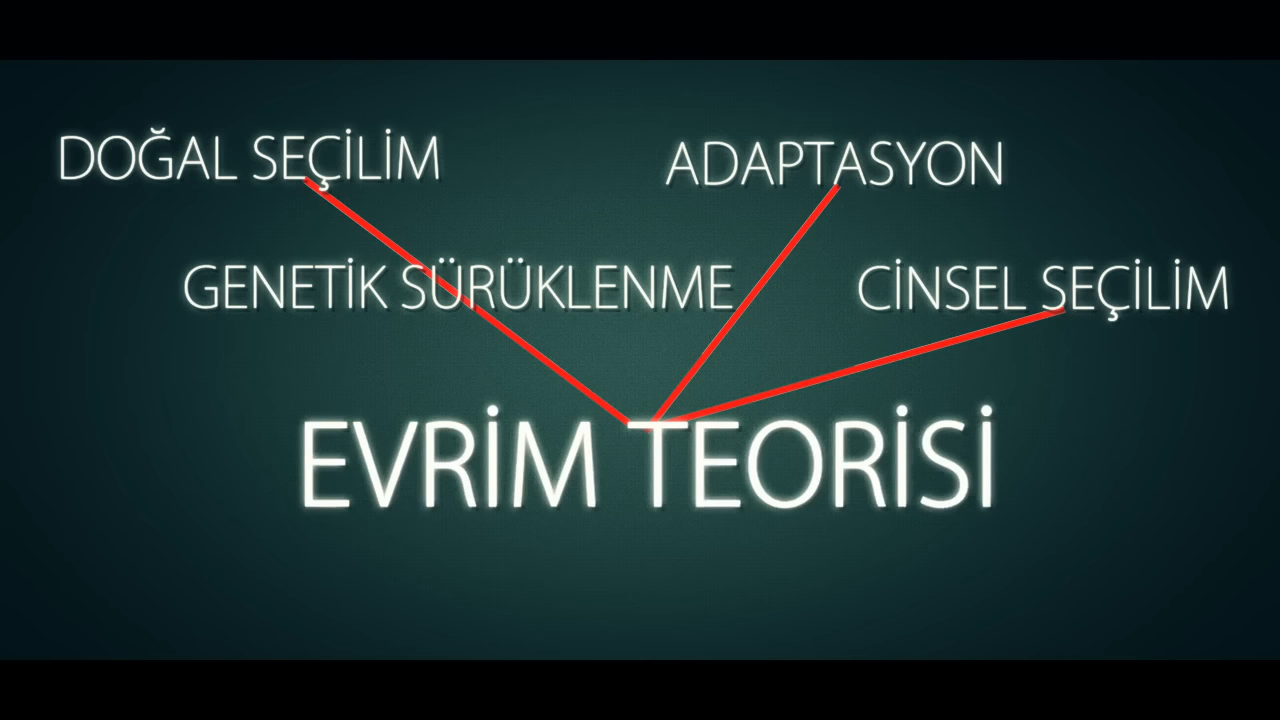 DOĞAL SEÇİLİM
ADAPTASYON
GENETİK SÜRÜKLENME
CİNSEL SEÇİLİM
EVRİM TEORİSİ